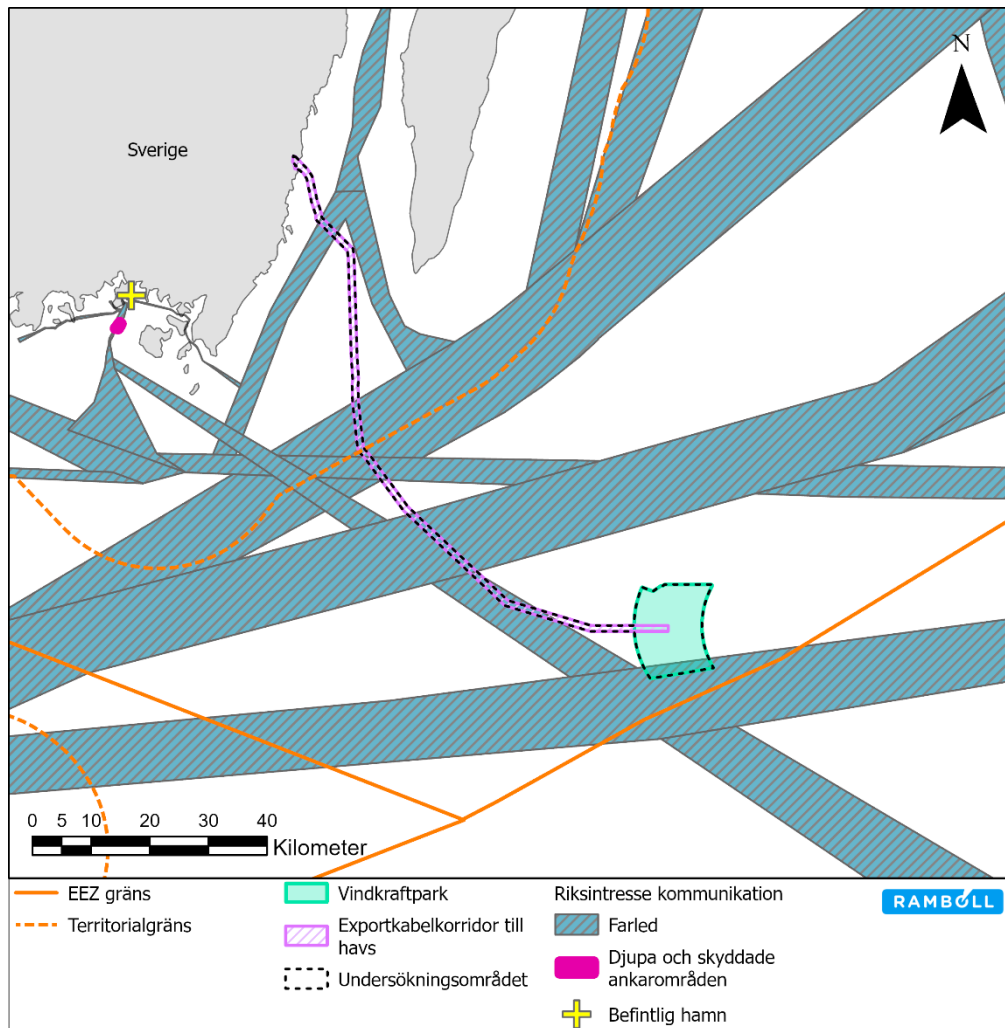 N
Sverige
0 5 10 20 30 40
Kilometer
EEZ gräns
Territorialgräns
Vindkraftpark
Exportkabelkorridor till
havs
Undersökningsområdet
Riksintresse kommunikation
Farled
Djupa och skyddade
ankarområden
Befintlig hamn
RAMBOLL